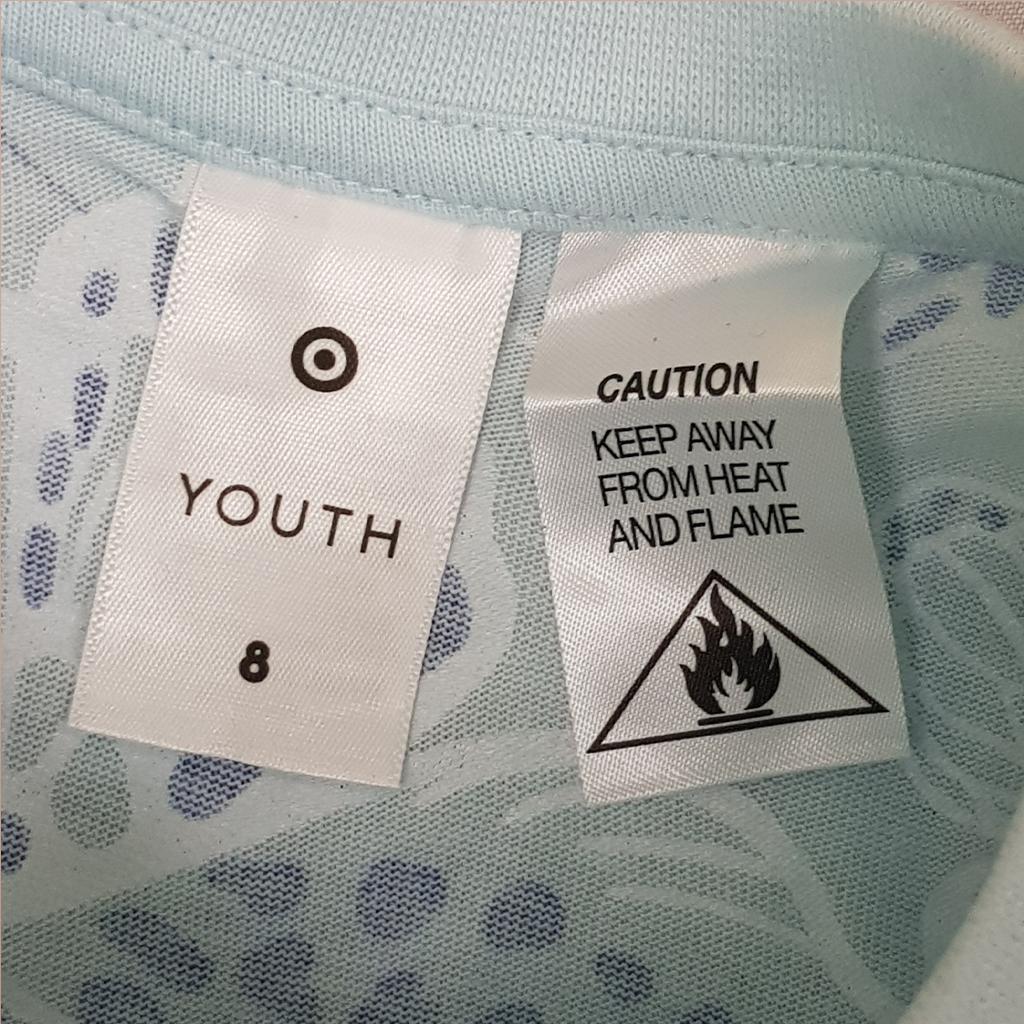 YOUTH
8
CAUTION
KEEP AWAY
FROM HEAT
AND FLAME